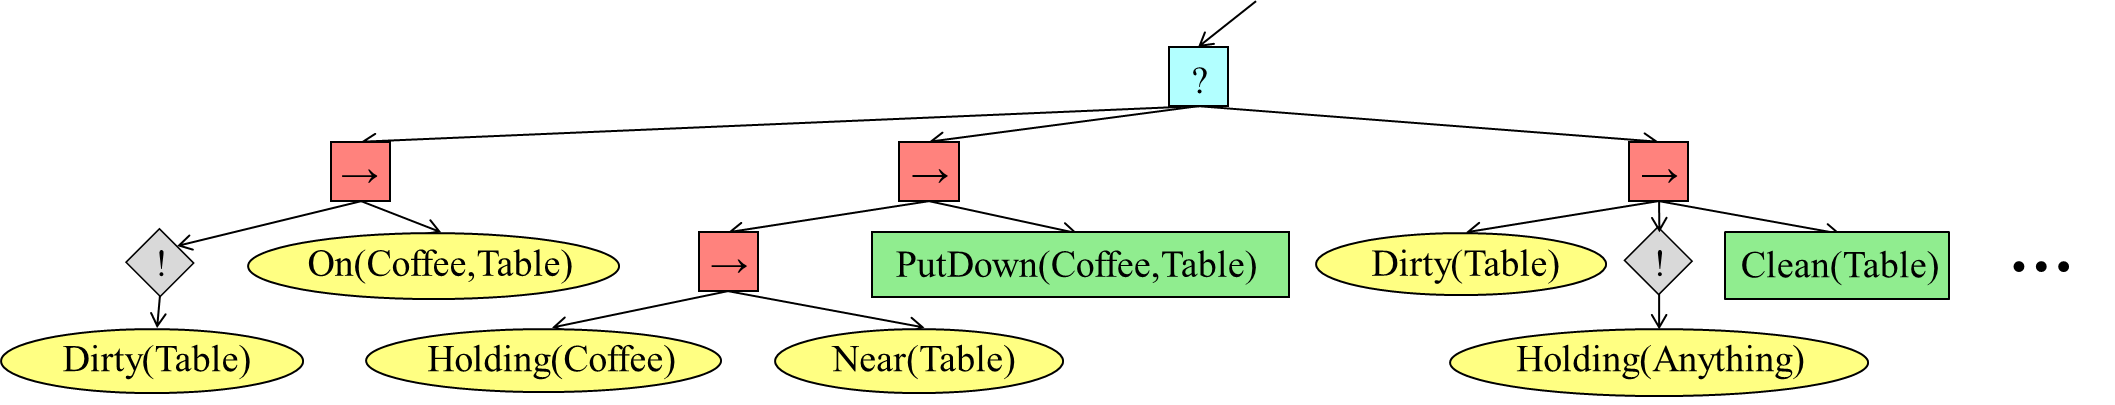 ?
→ → →
! On(Coffee,Table) → PutDown(Coffee,Table) Dirty(Table) ! Clean(Table) •••
Dirty(Table) Holding(Coffee) Near(Table) Holding(Anything)